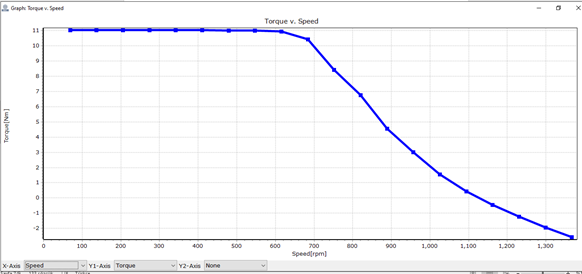 Graph: Torque v. Speed
Torque v. Speed
11
10
9
8
7
6
5
4
3
2
1
0
-1
-2
Torque[Nm]
0 100 200 300 400 500 600 700 800 900 1,000 1,100 1,200 1,300
Speed[rpm]
X-Axis Speed Y1-Axis Torque Y2-Axis None